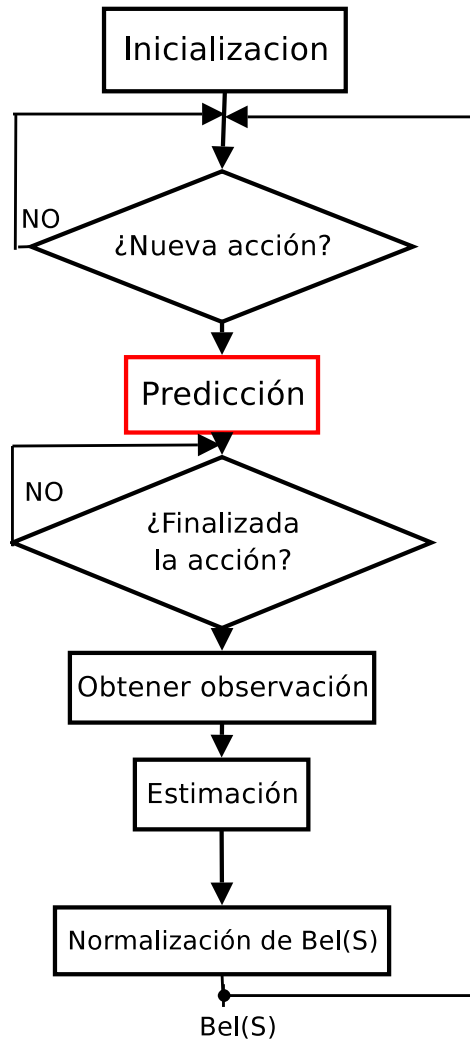 Inicializacion
NO
¿Nueva acción?
Predicción
NO
¿Finalizada
la acción?
Obtener observación
Estimación
Normalización de Bel(S)
Bel(S)